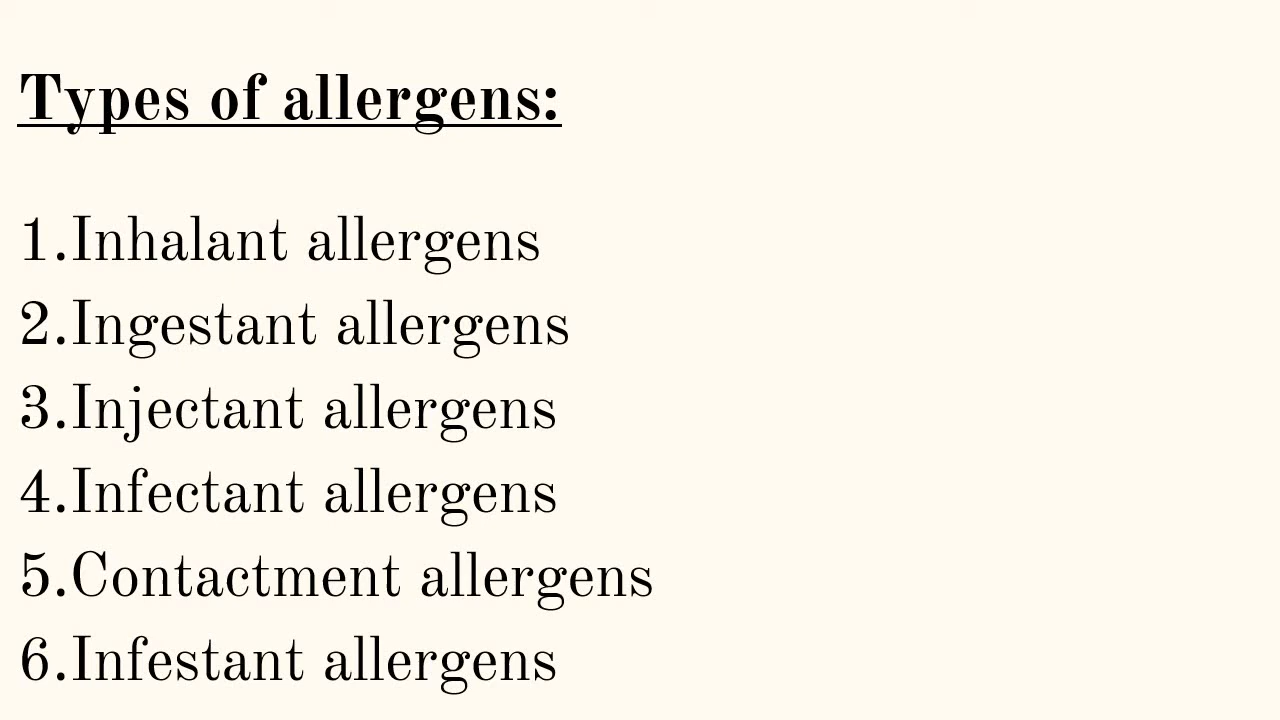 Types of allergens:
1.Inhalant allergens
2.Ingestant allergens
3.Injectant allergens
4.Infectant allergens
5.Contactment allergens
6.Infestant allergens